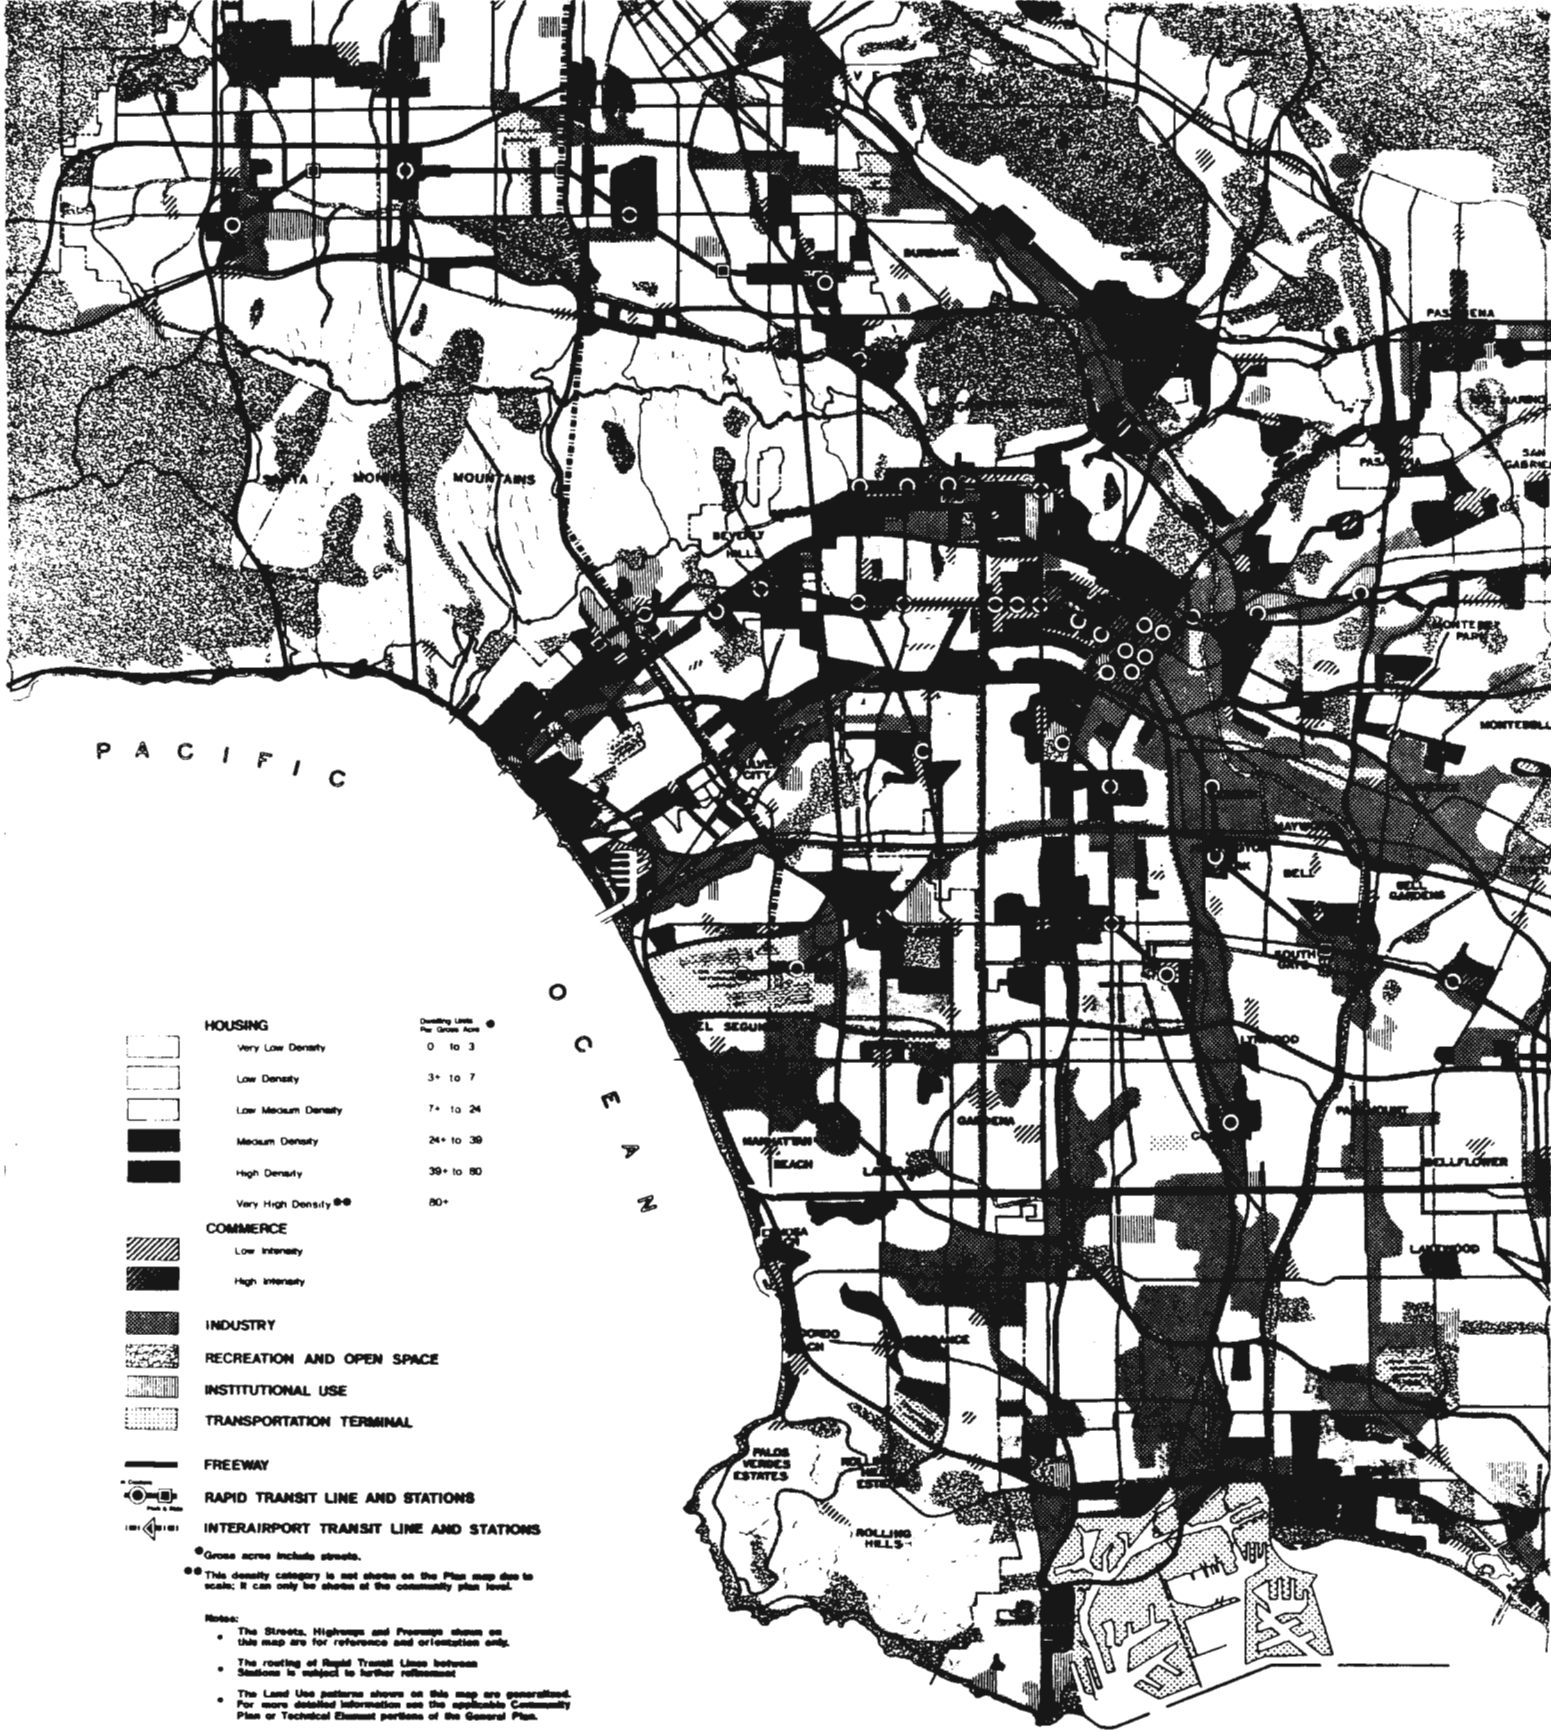 BURBANK
PASADENA
SAN
GABRIEL
SANTA MONICA MOUNTAINS
BEVERLY
HILLS
MONTEREY
PARK
PACIFIC
OCEAN
CITY
BELL
BELL
GARDENS
SOUTH
GATE
EL SEGUNDO
LYNWOOD
GARDENA
PARAMOUNT
MANHATTAN
BEACH
BELLFLOWER
LAKEWOOD
PALOS
VERDES
ESTATES
ROLLING
HILLS
HOUSING
Dwelling Units
Per Gross Acre ●
Very Low Density 0 to 3
Low Density 3+ to 7
Low Medium Density 7+ to 24
Medium Density 24+ to 39
High Density 39+ to 80
Very High Density ●● 80+
COMMERCE
Low Intensity
High Intensity
INDUSTRY
RECREATION AND OPEN SPACE
INSTITUTIONAL USE
TRANSPORTATION TERMINAL
FREEWAY
RAPID TRANSIT LINE AND STATIONS
Park & Ride
INTERAIRPORT TRANSIT LINE AND STATIONS
● Gross acres include streets.
●● This density category is not shown on the Plan map due to
scale; it can only be shown at the community plan level.
Notes:
• The Streets, Highways and Freeways shown on
this map are for reference and orientation only.
• The routing of Rapid Transit Lines between
Stations is subject to further refinement
• The Land Use patterns shown on this map are generalized.
For more detailed information see the applicable Community
Plan or Technical Element portions of the General Plan.